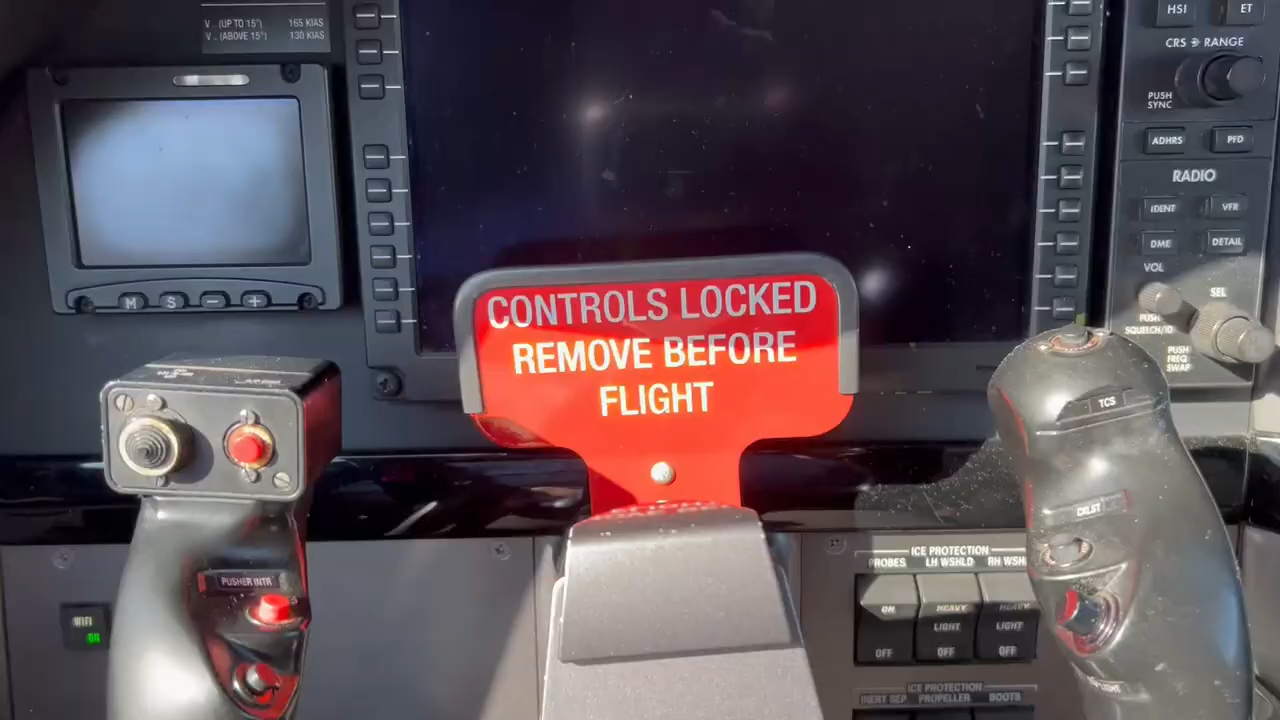 V (UP TO 15°) 165 KIAS
V (ABOVE 15°) 130 KIAS
HSI
ET
CRS RANGE
PUSH
SYNC
ADHRS
PFD
RADIO
IDENT
VFR
DME
DETAIL
VOL
SEL
PUSH
SQUELCH/ID
PUSH
FREQ
SWAP
M S − +
CONTROLS LOCKED
REMOVE BEFORE
FLIGHT
TCS
CKLST
PUSHER INTR
WIFI
ON
ICE PROTECTION
PROBES LH WSHLD RH WSH
ON HEAVY HEAVY
LIGHT LIGHT
OFF OFF OFF
ICE PROTECTION
INERT SEP PROPELLER BOOTS